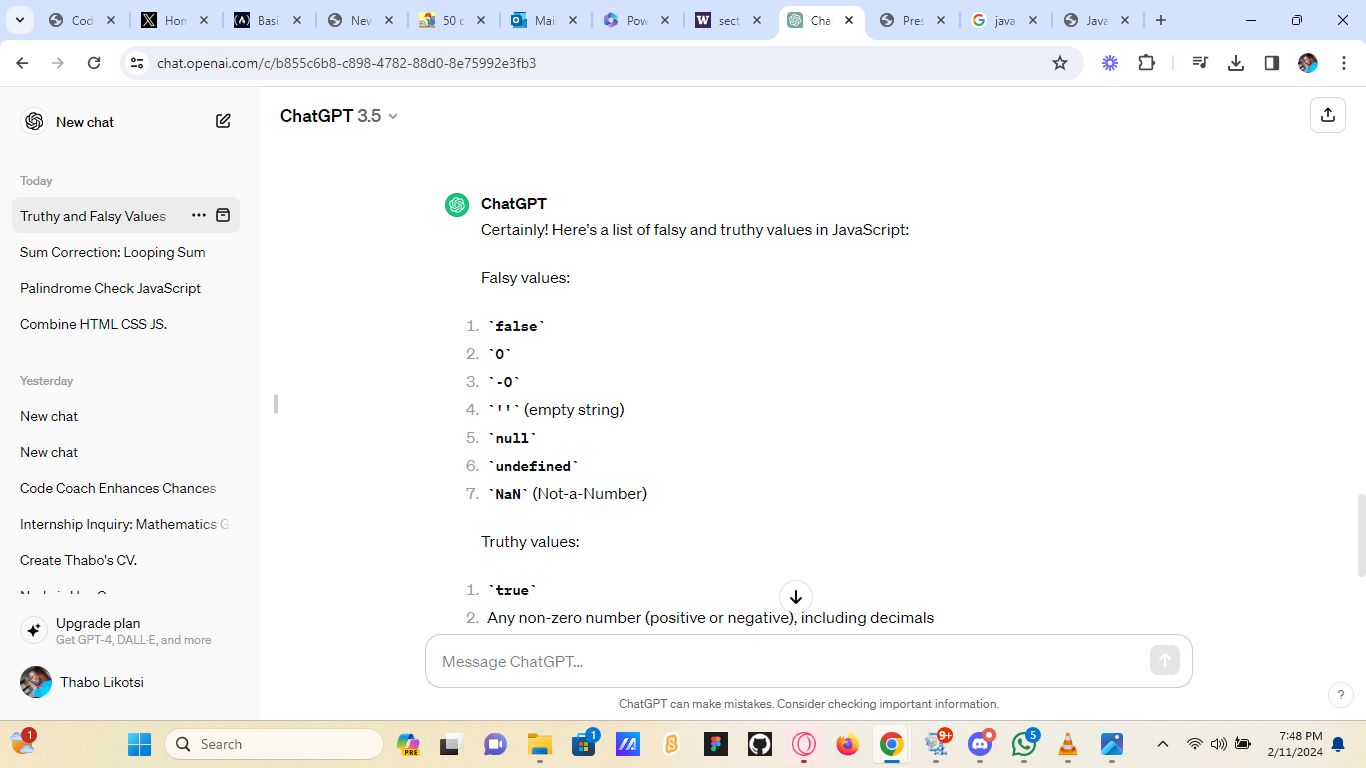 Cod
Hon
Basi
New
50 c
Mai
Pow
sect
Cha
Pres
java
Java
chat.openai.com/c/b855c6b8-c898-4782-88d0-8e75992e3fb3
New chat
ChatGPT 3.5
Today
Truthy and Falsy Values
Sum Correction: Looping Sum
Palindrome Check JavaScript
Combine HTML CSS JS.
Yesterday
New chat
New chat
Code Coach Enhances Chances
Internship Inquiry: Mathematics G
Create Thabo's CV.
Upgrade plan
Get GPT-4, DALL·E, and more
Thabo Likotsi
ChatGPT
Certainly! Here's a list of falsy and truthy values in JavaScript:
Falsy values:
1. `false`
2. `0`
3. `-0`
4. `''` (empty string)
5. `null`
6. `undefined`
7. `NaN` (Not-a-Number)
Truthy values:
1. `true`
2. Any non-zero number (positive or negative), including decimals
Message ChatGPT...
ChatGPT can make mistakes. Consider checking important information.
?
1
Search
PRE
1
9+
5
7:48 PM
2/11/2024